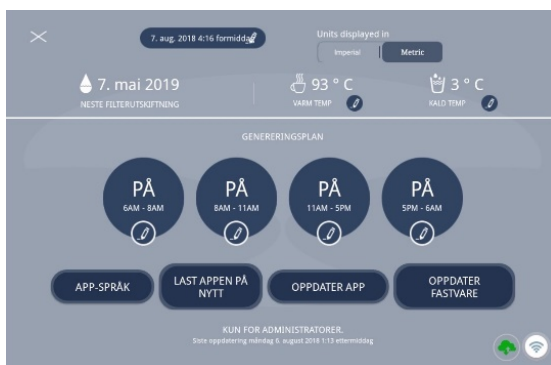 7. aug. 2018 4:16 formiddag
Units displayed in
Imperial
Metric
7. mai 2019
NESTE FILTERUTSKIFTNING
93 ° C
VARM TEMP
3 ° C
KALD TEMP
GENERERINGSPLAN
PÅ
6AM - 8AM
PÅ
8AM - 11AM
PÅ
11AM - 5PM
PÅ
5PM - 6AM
APP-SPRÅK
LAST APPEN PÅ
NYTT
OPPDATER APP
OPPDATER
FASTVARE
KUN FOR ADMINISTRATORER.
Siste oppdatering måndag 6. august 2018 1:13 ettermiddag